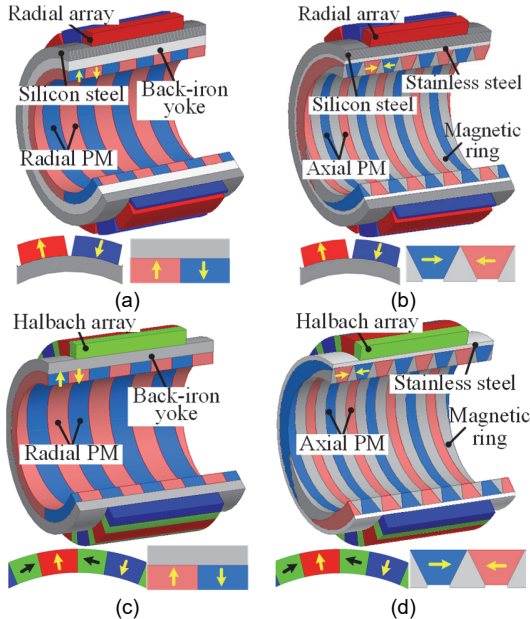 Radial array
Silicon steel
Back-iron
yoke
Radial PM
(a)
Radial array
Stainless steel
Silicon steel
Magnetic
ring
Axial PM
(b)
Halbach array
Back-iron
yoke
Radial PM
(c)
Halbach array
Stainless steel
Magnetic
ring
Axial PM
(d)